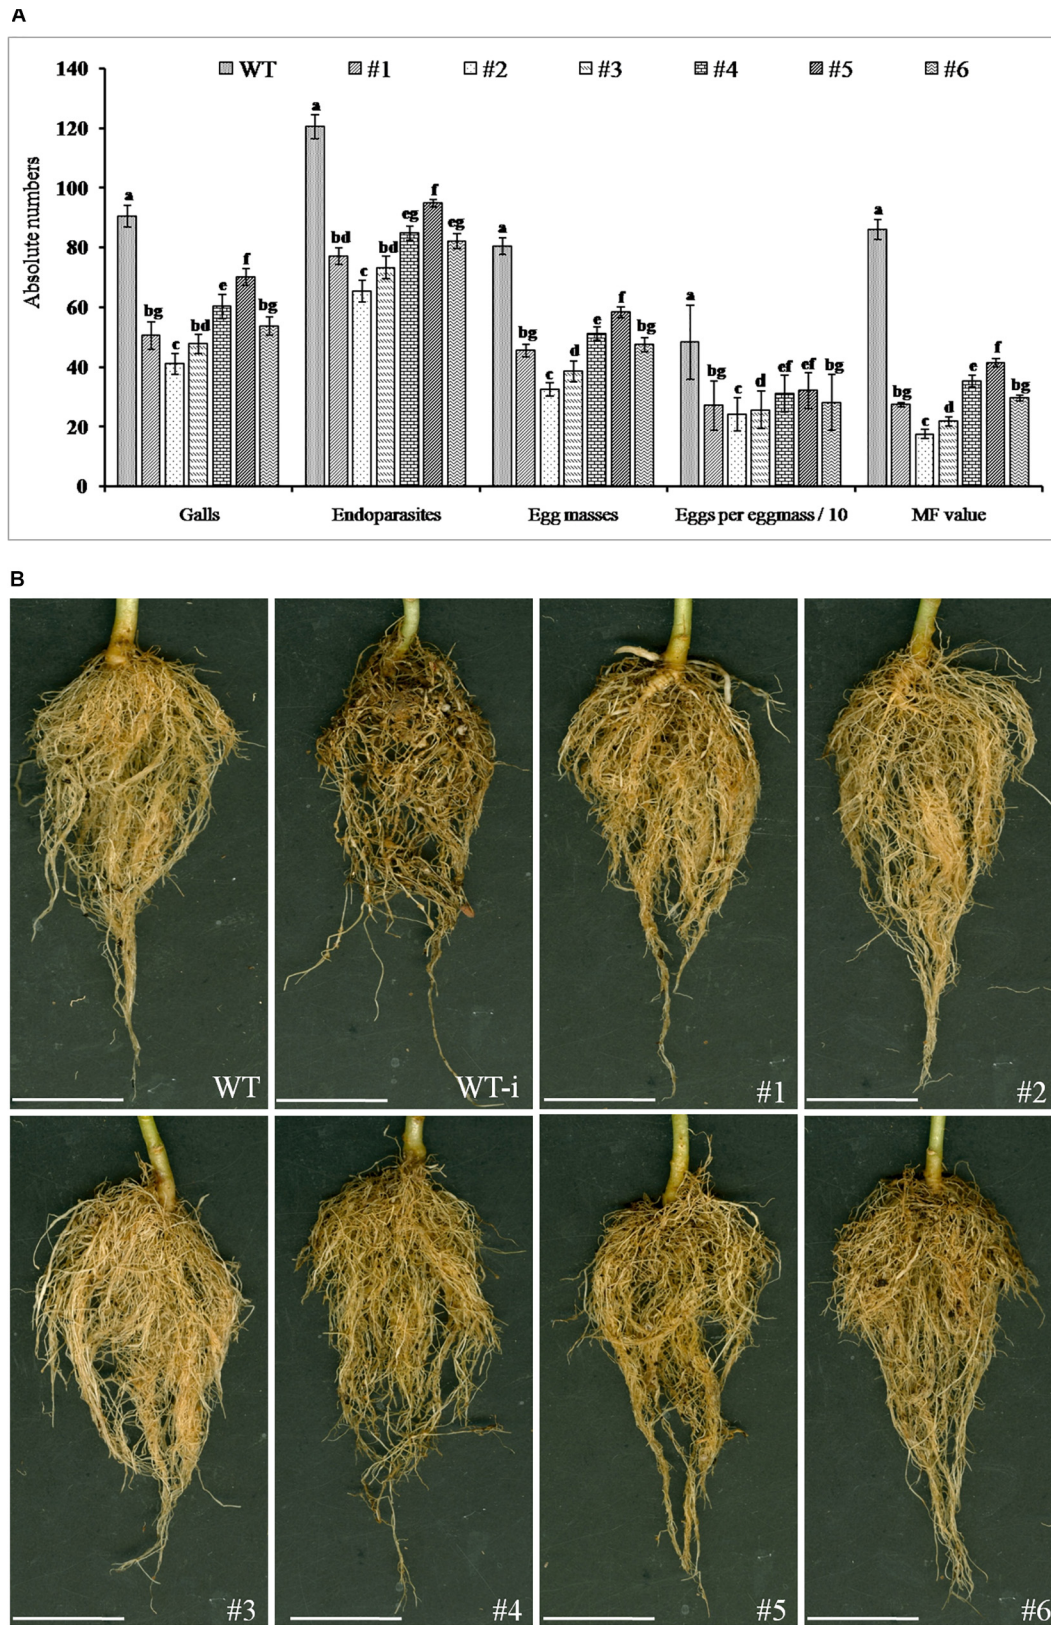 A
140 WT #1 #2 #3 #4 #5 #6
120
100
80
60
40
20
0
Absolute numbers
a bg c bd e f bg
a bd c bd eg f eg
a bg c d e f bg
a bg c d ef ef bg
a bg c d e f bg
Galls Endoparasites Egg masses Eggs per eggmass / 10 MF value
B
WT WT-i #1 #2
#3 #4 #5 #6